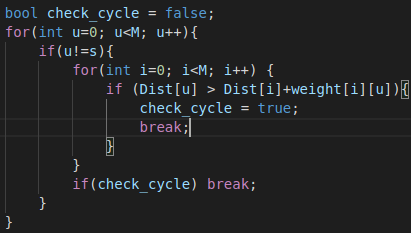 bool check_cycle = false;
for(int u=0; u<M; u++){
    if(u!=s){
        for(int i=0; i<M; i++) {
            if (Dist[u] > Dist[i]+weight[i][u]){
                check_cycle = true;
                break;
            }
        }
        if(check_cycle) break;
    }
}